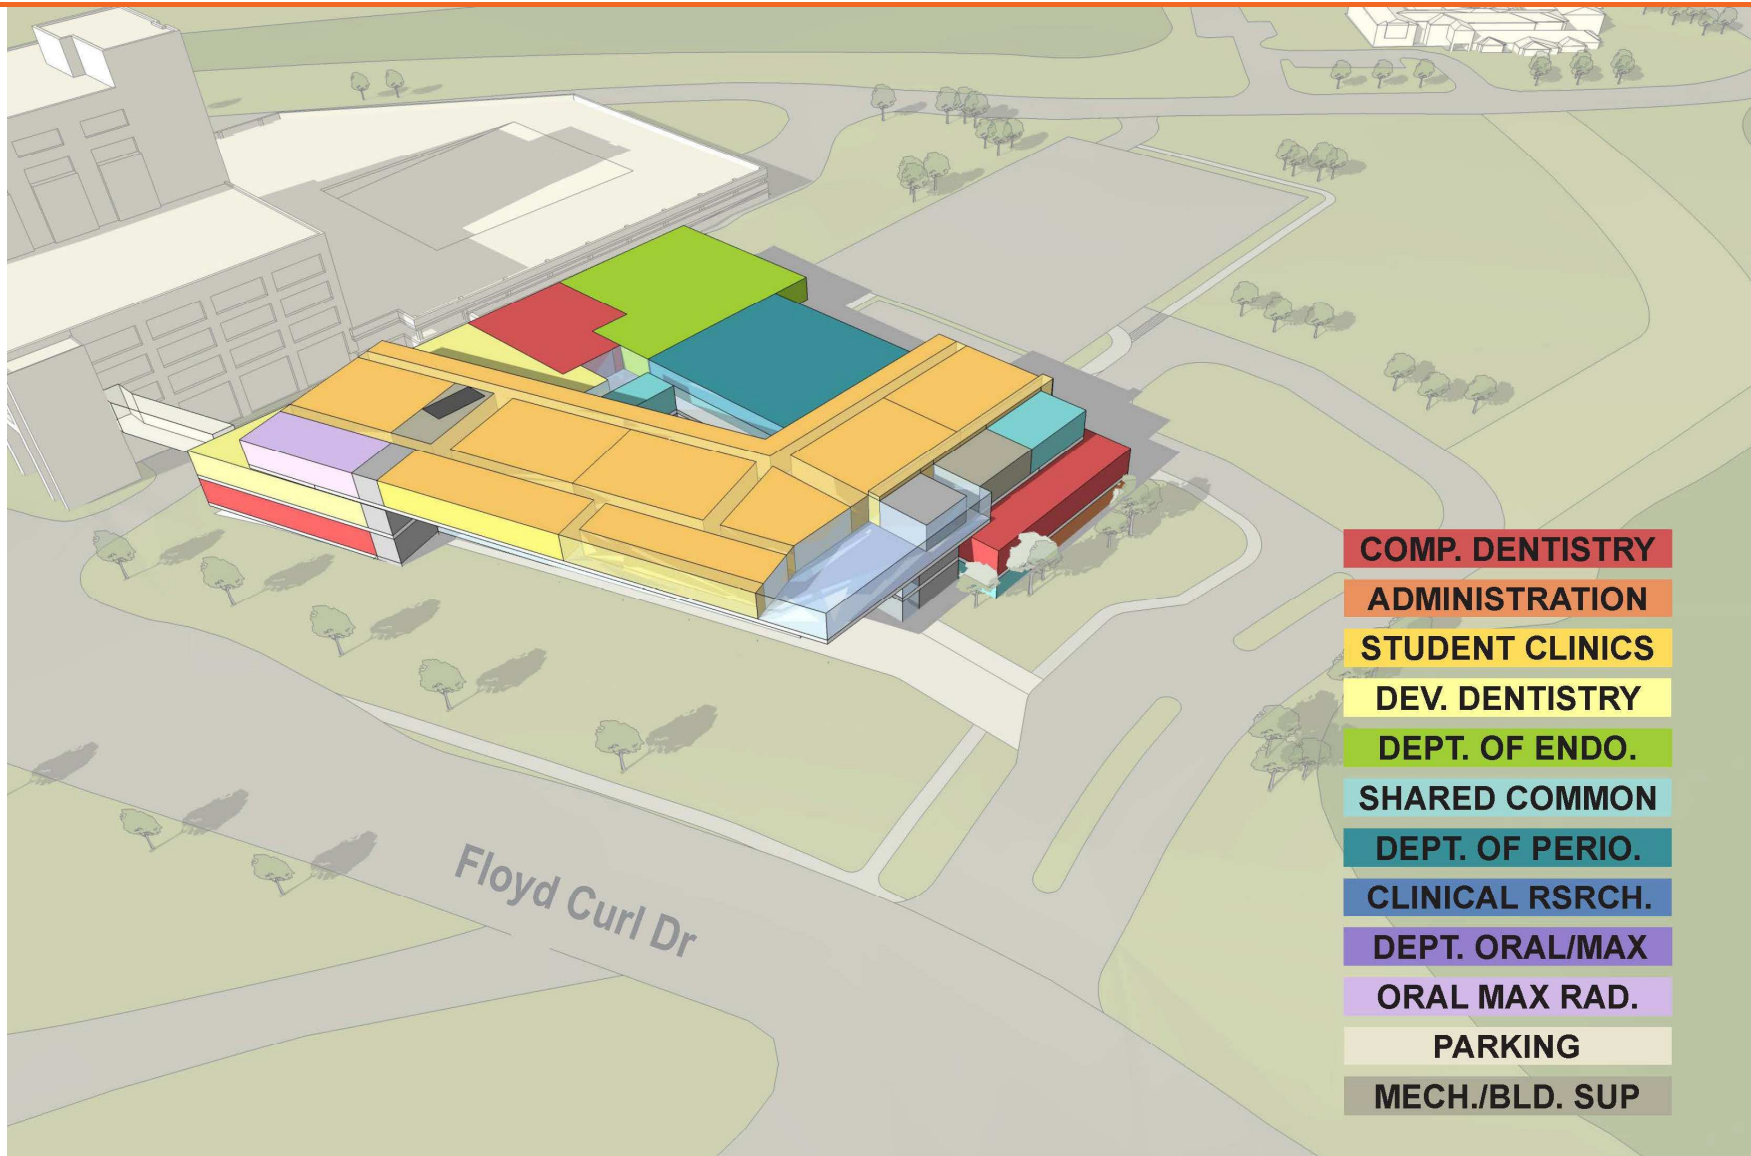 COMP. DENTISTRY
ADMINISTRATION
STUDENT CLINICS
DEV. DENTISTRY
DEPT. OF ENDO.
SHARED COMMON
DEPT. OF PERIO.
CLINICAL RSRCH.
DEPT. ORAL/MAX
ORAL MAX RAD.
PARKING
MECH./BLD. SUP
Floyd Curl Dr